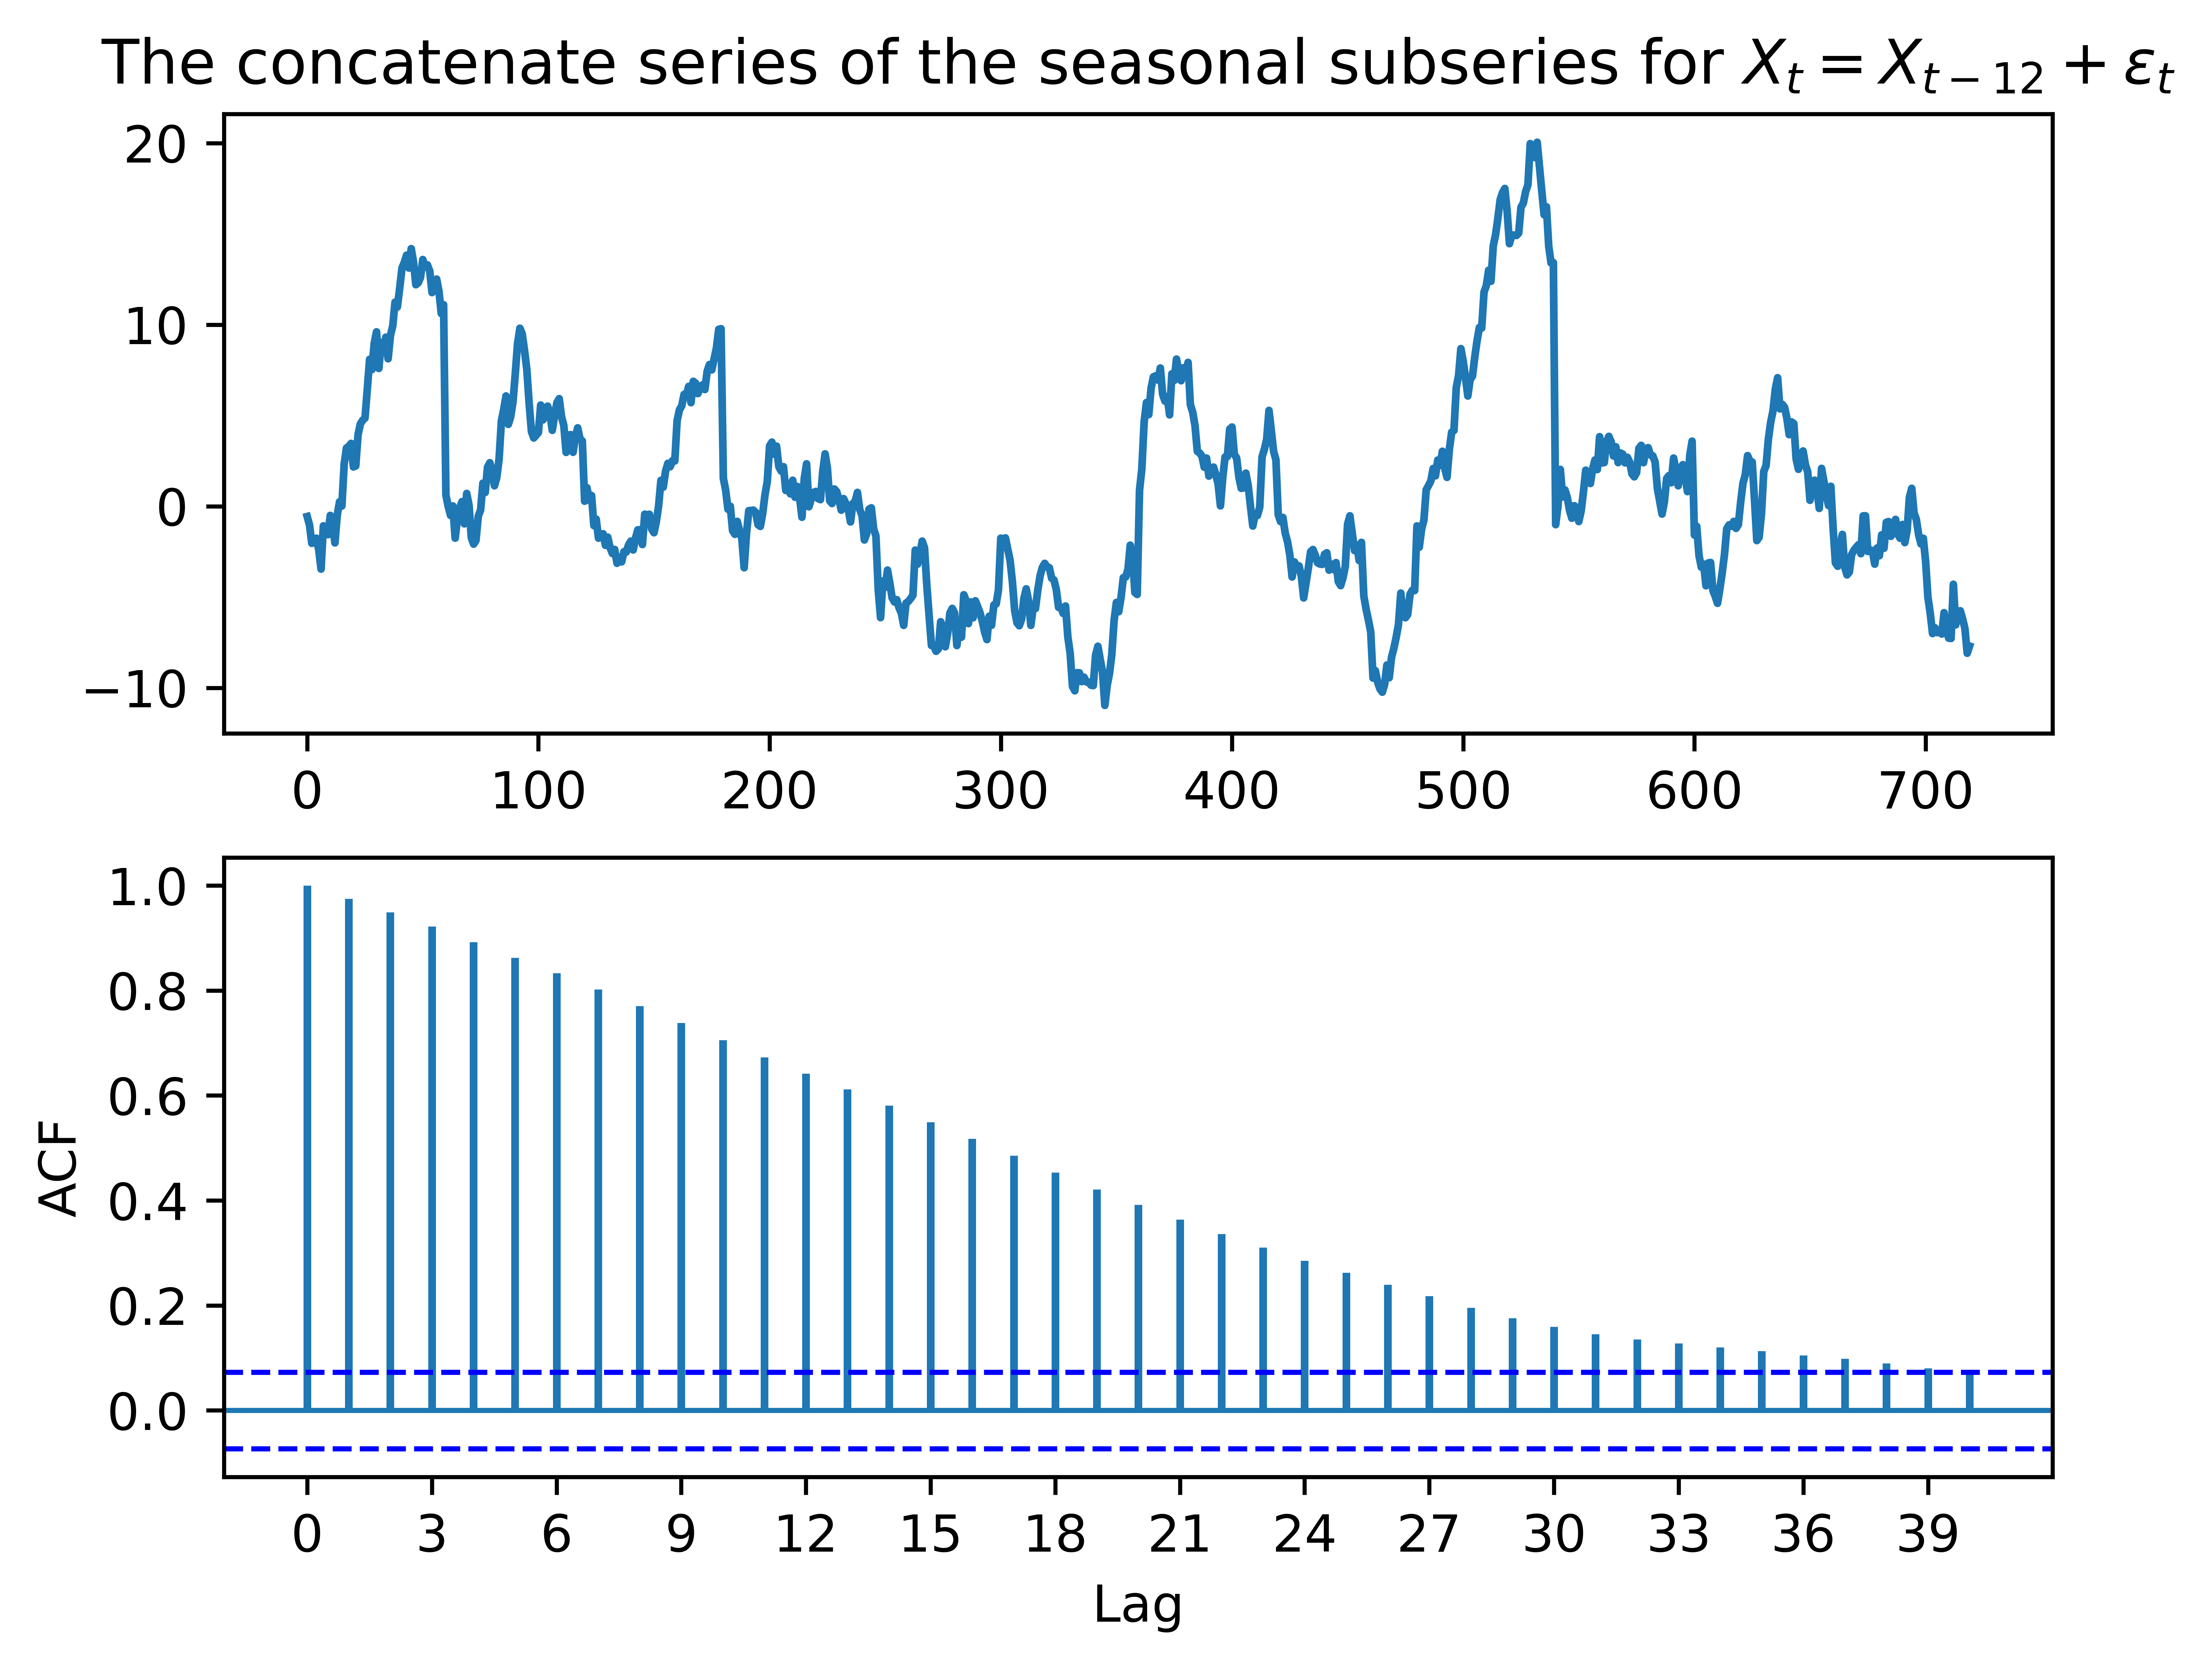 The concatenate series of the seasonal subseries for $X_t = X_{t-12} + \varepsilon_t$
20
10
0
−10
0 100 200 300 400 500 600 700
1.0
0.8
0.6
0.4
0.2
0.0
ACF
0 3 6 9 12 15 18 21 24 27 30 33 36 39
Lag